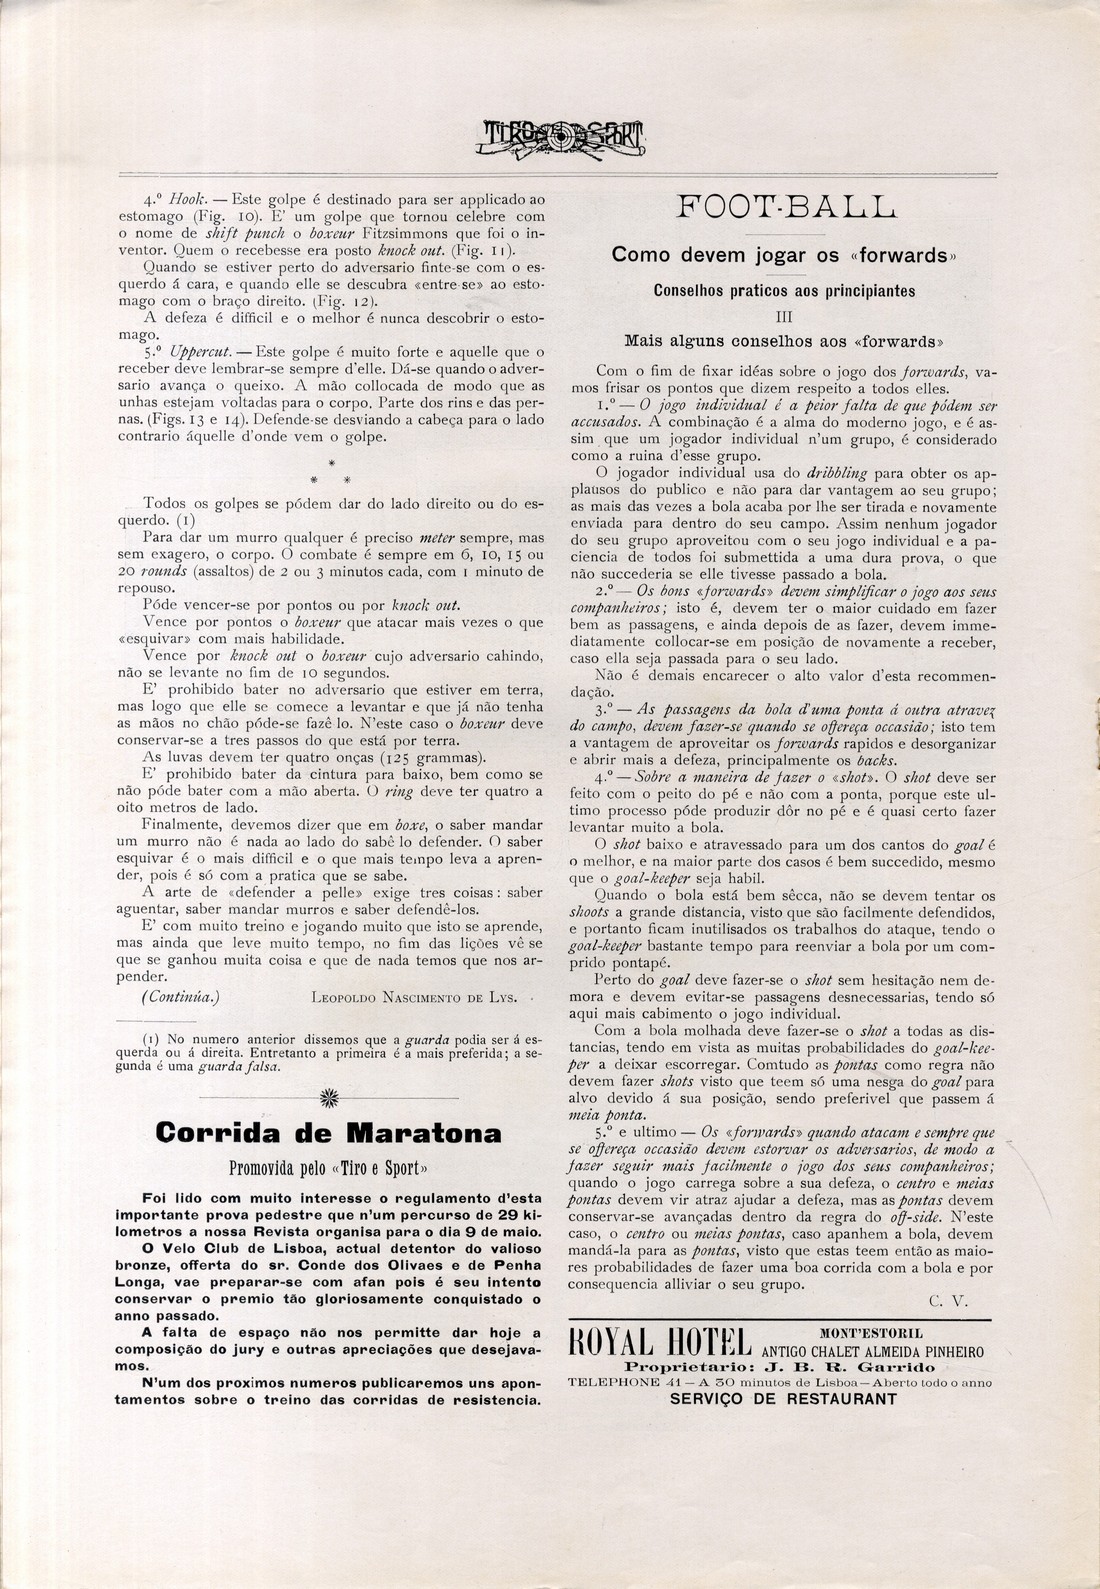 TIRO E SPORT
4.º Hook. — Este golpe é destinado para ser applicado ao
estomago (Fig. 10). E' um golpe que tornou celebre com
o nome de shift punch o boxeur Fitzsimmons que foi o in-
ventor. Quem o recebesse era posto knock out. (Fig. 11).
Quando se estiver perto do adversario finte-se com o es-
querdo á cara, e quando elle se descubra «entre-se» ao esto-
mago com o braço direito. (Fig. 12).
A defeza é difficil e o melhor é nunca descobrir o esto-
mago.
5.º Uppercut. — Este golpe é muito forte e aquelle que o
receber deve lembrar-se sempre d'elle. Dá-se quando o adver-
sario avança o queixo. A mão collocada de modo que as
unhas estejam voltadas para o corpo. Parte dos rins e das per-
nas. (Figs. 13 e 14). Defende-se desviando a cabeça para o lado
contrario áquelle d'onde vem o golpe.
*
* *
Todos os golpes se pódem dar do lado direito ou do es-
querdo. (1)
Para dar um murro qualquer é preciso meter sempre, mas
sem exagero, o corpo. O combate é sempre em 6, 10, 15 ou
20 rounds (assaltos) de 2 ou 3 minutos cada, com 1 minuto de
repouso.
Póde vencer-se por pontos ou por knock out.
Vence por pontos o boxeur que atacar mais vezes o que
«esquivar» com mais habilidade.
Vence por knock out o boxeur cujo adversario cahindo,
não se levante no fim de 10 segundos.
E' prohibido bater no adversario que estiver em terra,
mas logo que elle se comece a levantar e que já não tenha
as mãos no chão póde-se fazê lo. N'este caso o boxeur deve
conservar-se a tres passos do que está por terra.
As luvas devem ter quatro onças (125 grammas).
E' prohibido bater da cintura para baixo, bem como se
não póde bater com a mão aberta. O ring deve ter quatro a
oito metros de lado.
Finalmente, devemos dizer que em boxe, o saber mandar
um murro não é nada ao lado do sabê lo defender. O saber
esquivar é o mais difficil e o que mais tempo leva a apren-
der, pois é só com a pratica que se sabe.
A arte de «defender a pelle» exige tres coisas: saber
aguentar, saber mandar murros e saber defendê-los.
E' com muito treino e jogando muito que isto se aprende,
mas ainda que leve muito tempo, no fim das lições vê se
que se ganhou muita coisa e que de nada temos que nos ar-
pender.
(Continúa.) LEOPOLDO NASCIMENTO DE LYS.
(1) No numero anterior dissemos que a guarda podia ser á es-
querda ou á direita. Entretanto a primeira é a mais preferida; a se-
gunda é uma guarda falsa.
Corrida de Maratona
Promovida pelo «Tiro e Sport»
Foi lido com muito interesse o regulamento d'esta
importante prova pedestre que n'um percurso de 29 ki-
lometros a nossa Revista organisa para o dia 9 de maio.
O Velo Club de Lisboa, actual detentor do valioso
bronze, offerta do sr. Conde dos Olivaes e de Penha
Longa, vae preparar-se com afan pois é seu intento
conservar o premio tão gloriosamente conquistado o
anno passado.
A falta de espaço não nos permitte dar hoje a
composição do jury e outras apreciações que desejava-
mos.
N'um dos proximos numeros publicaremos uns apon-
tamentos sobre o treino das corridas de resistencia.
FOOT-BALL
Como devem jogar os «forwards»
Conselhos praticos aos principiantes
III
Mais alguns conselhos aos «forwards»
Com o fim de fixar idéas sobre o jogo dos forwards, va-
mos frisar os pontos que dizem respeito a todos elles.
1.º — O jogo individual é a peior falta de que pódem ser
accusados. A combinação é a alma do moderno jogo, e é as-
sim que um jogador individual n'um grupo, é considerado
como a ruina d'esse grupo.
O jogador individual usa do dribbling para obter os ap-
plausos do publico e não para dar vantagem ao seu grupo;
as mais das vezes a bola acaba por lhe ser tirada e novamente
enviada para dentro do seu campo. Assim nenhum jogador
do seu grupo aproveitou com o seu jogo individual e a pa-
ciencia de todos foi submettida a uma dura prova, o que
não succederia se elle tivesse passado a bola.
2.º — Os bons «forwards» devem simplificar o jogo aos seus
companheiros; isto é, devem ter o maior cuidado em fazer
bem as passagens, e ainda depois de as fazer, devem imme-
diatamente collocar-se em posição de novamente a receber,
caso ella seja passada para o seu lado.
Não é demais encarecer o alto valor d'esta recommen-
dação.
3.º — As passagens da bola d'uma ponta á outra atravez
do campo, devem fazer-se quando se offereça occasião; isto tem
a vantagem de aproveitar os forwards rapidos e desorganizar
e abrir mais a defeza, principalmente os backs.
4.º — Sobre a maneira de fazer o «shot». O shot deve ser
feito com o peito do pé e não com a ponta, porque este ul-
timo processo póde produzir dôr no pé e é quasi certo fazer
levantar muito a bola.
O shot baixo e atravessado para um dos cantos do goal é
o melhor, e na maior parte dos casos é bem succedido, mesmo
que o goal-keeper seja habil.
Quando a bola está bem sêcca, não se devem tentar os
shoots a grande distancia, visto que são facilmente defendidos,
e portanto ficam inutilisados os trabalhos do ataque, tendo o
goal-keeper bastante tempo para reenviar a bola por um com-
prido pontapé.
Perto do goal deve fazer-se o shot sem hesitação nem de-
mora e devem evitar-se passagens desnecessarias, tendo só
aqui mais cabimento o jogo individual.
Com a bola molhada deve fazer-se o shot a todas as dis-
tancias, tendo em vista as muitas probabilidades do goal-kee-
per a deixar escorregar. Comtudo as pontas como regra não
devem fazer shots visto que teem só uma nesga do goal para
alvo devido á sua posição, sendo preferivel que passem á
meia ponta.
5.º e ultimo — Os «forwards» quando atacam e sempre que
se offereça occasião devem estorvar os adversarios, de modo a
fazer seguir mais facilmente o jogo dos seus companheiros;
quando o jogo carrega sobre a sua defeza, o centro e meias
pontas devem vir atraz ajudar a defeza, mas as pontas devem
conservar-se avançadas dentro da regra do off-side. N'este
caso, o centro ou meias pontas, caso apanhem a bola, devem
mandá-la para as pontas, visto que estas teem então as maio-
res probabilidades de fazer uma boa corrida com a bola e por
consequencia alliviar o seu grupo.
C. V.
ROYAL HOTEL MONT'ESTORIL
ANTIGO CHALET ALMEIDA PINHEIRO
Proprietario: J. B. R. Garrido
TELEPHONE 41 — A 30 minutos de Lisboa — Aberto todo o anno
SERVIÇO DE RESTAURANT